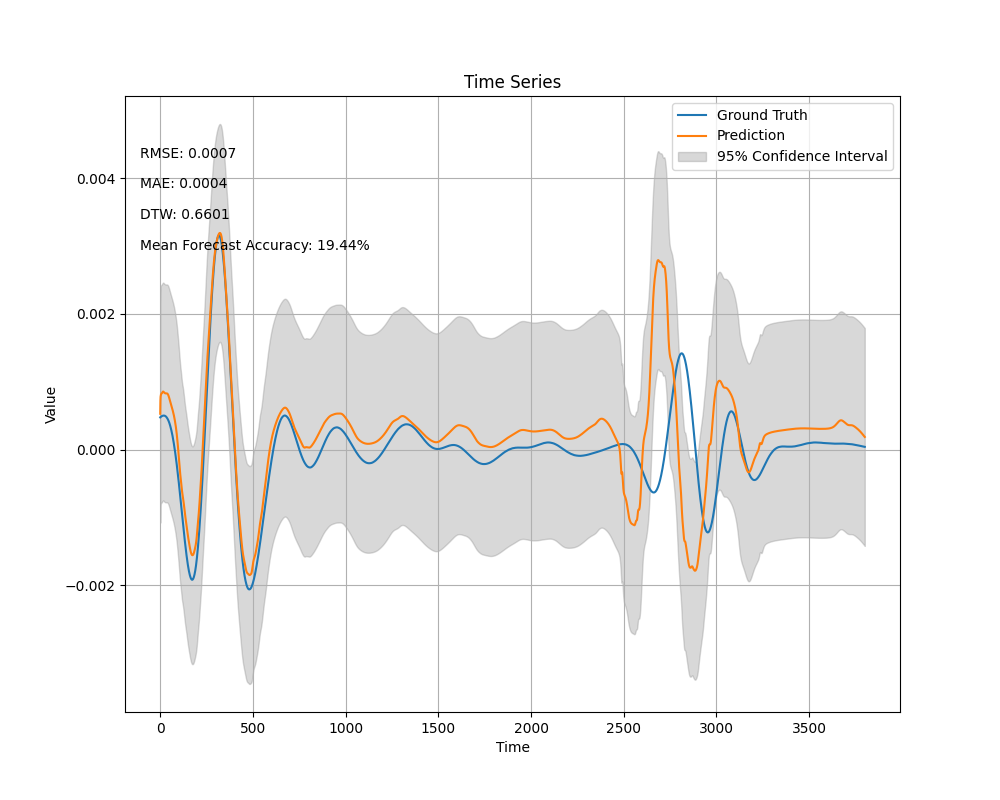 Time Series
Ground Truth
Prediction
95% Confidence Interval
RMSE: 0.0007
MAE: 0.0004
DTW: 0.6601
Mean Forecast Accuracy: 19.44%
0.004
0.002
0.000
−0.002
Value
0 500 1000 1500 2000 2500 3000 3500
Time